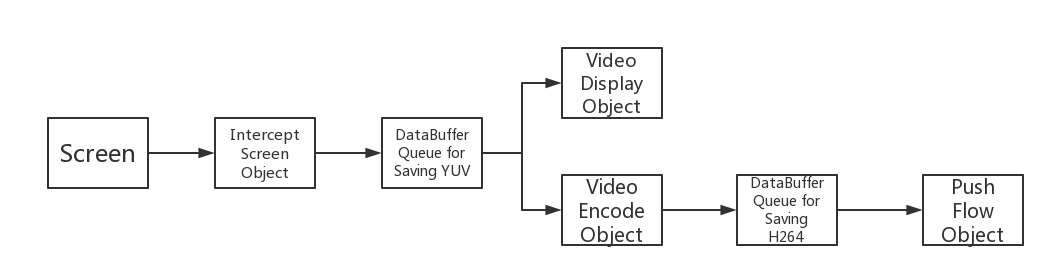 Screen
Intercept
Screen
Object
DataBuffer
Queue for
Saving YUV
Video
Display
Object
Video
Encode
Object
DataBuffer
Queue for
Saving
H264
Push
Flow
Object